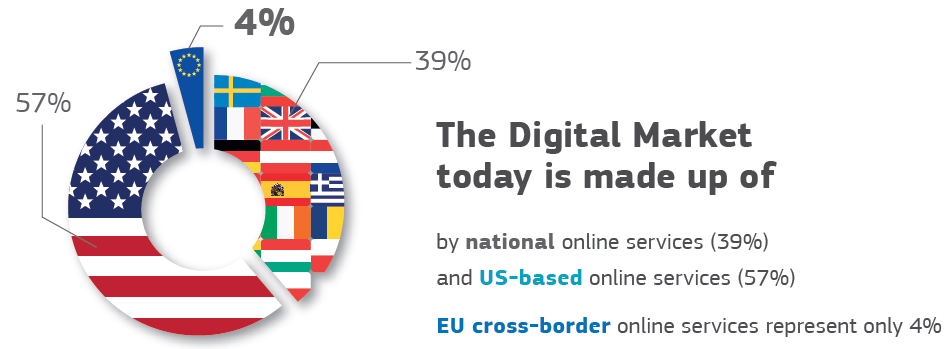 4%
39%
57%
The Digital Market
today is made up of
by national online services (39%)
and US-based online services (57%)
EU cross-border online services represent only 4%